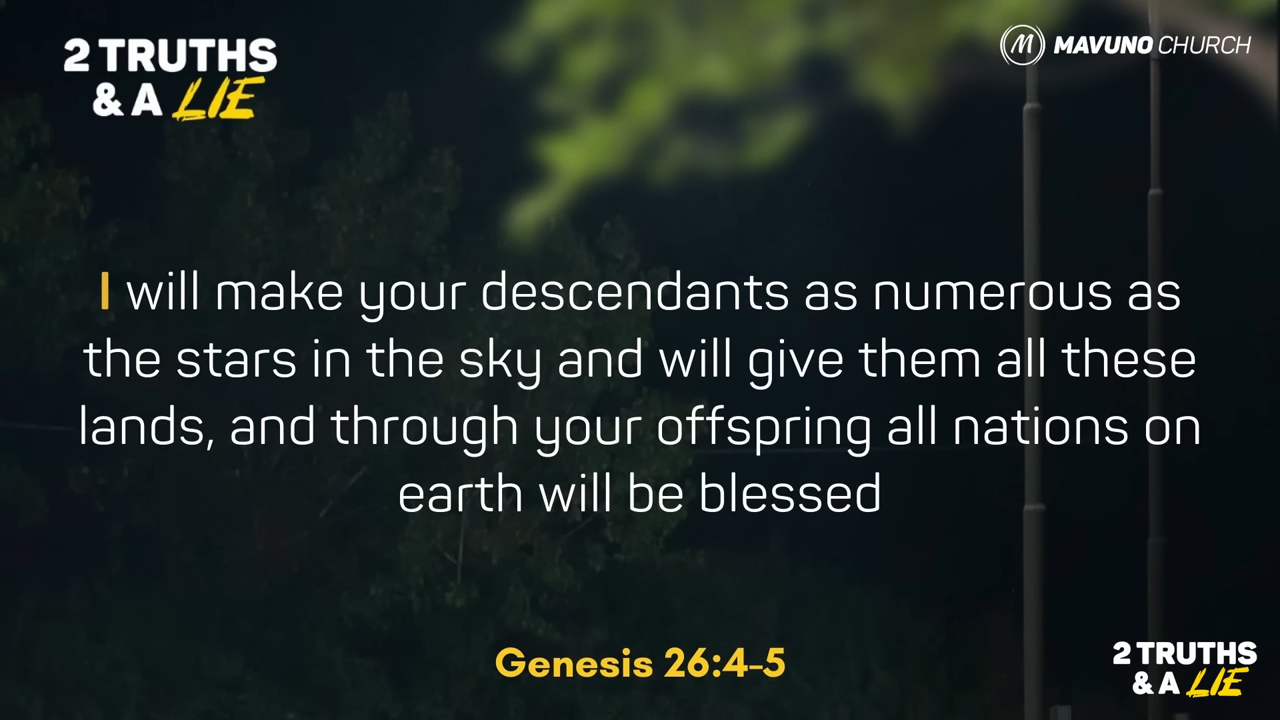 2 TRUTHS
& A LIE
MAVUNO CHURCH
I will make your descendants as numerous as
the stars in the sky and will give them all these
lands, and through your offspring all nations on
earth will be blessed
Genesis 26:4-5
2 TRUTHS
& A LIE